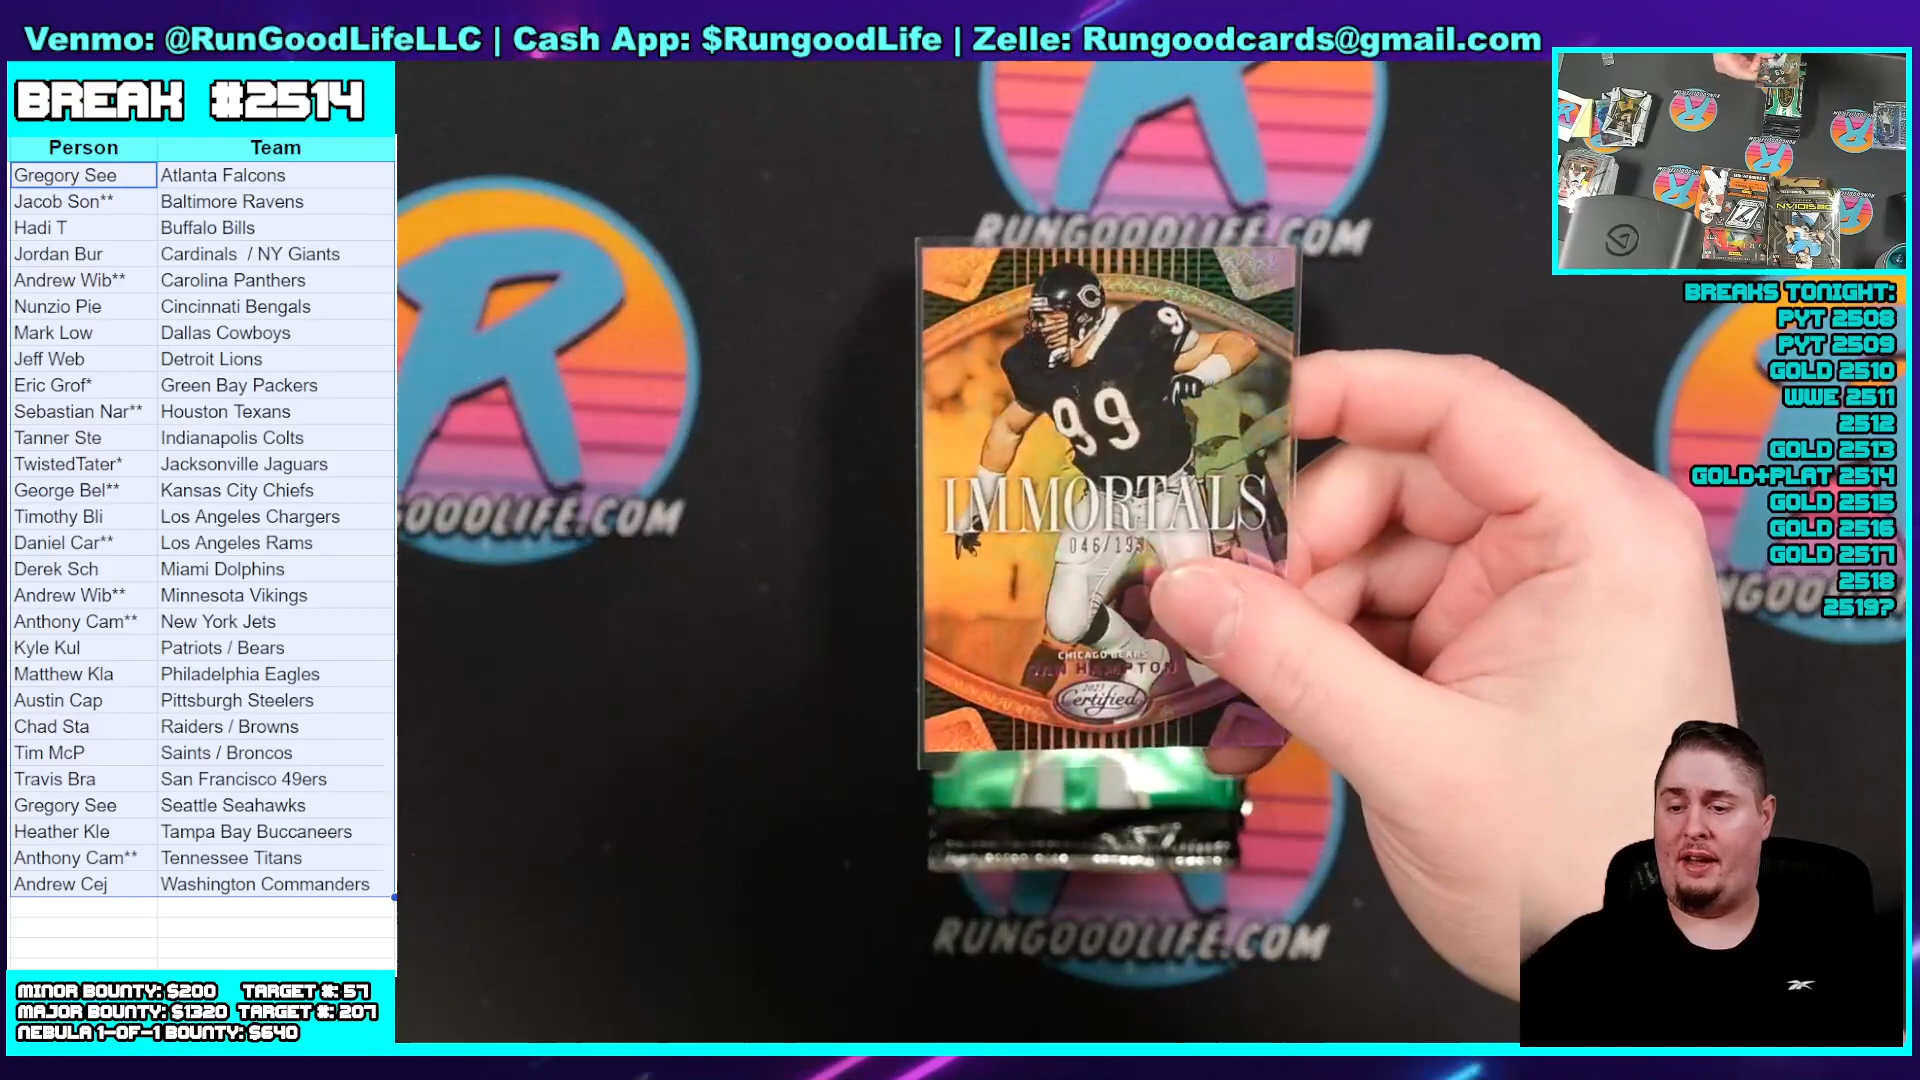 Venmo: @RunGoodLifeLLC | Cash App: $RungoodLife | Zelle: Rungoodcards@gmail.com
BREAK #2514
Person Team
Gregory See Atlanta Falcons
Jacob Son** Baltimore Ravens
Hadi T Buffalo Bills
Jordan Bur Cardinals / NY Giants
Andrew Wib** Carolina Panthers
Nunzio Pie Cincinnati Bengals
Mark Low Dallas Cowboys
Jeff Web Detroit Lions
Eric Grof* Green Bay Packers
Sebastian Nar** Houston Texans
Tanner Ste Indianapolis Colts
TwistedTater* Jacksonville Jaguars
George Bel** Kansas City Chiefs
Timothy Bli Los Angeles Chargers
Daniel Car** Los Angeles Rams
Derek Sch Miami Dolphins
Andrew Wib** Minnesota Vikings
Anthony Cam** New York Jets
Kyle Kul Patriots / Bears
Matthew Kla Philadelphia Eagles
Austin Cap Pittsburgh Steelers
Chad Sta Raiders / Browns
Tim McP Saints / Broncos
Travis Bra San Francisco 49ers
Gregory See Seattle Seahawks
Heather Kle Tampa Bay Buccaneers
Anthony Cam** Tennessee Titans
Andrew Cej Washington Commanders
MINOR BOUNTY: $200 TARGET #: 57
MAJOR BOUNTY: $1320 TARGET #: 207
NEBULA 1-OF-1 BOUNTY: $640
R
RUNGOODLIFE.COM
GOODLIFE.COM
C
99
99
IMMORTALS
046/199
CHICAGO BEARS
DAN HAMPTON
2023
Certified
RUNGOODLIFE.COM
BREAKS TONIGHT:
PYT 2508
PYT 2509
GOLD 2510
WWE 2511
2512
GOLD 2513
GOLD+PLAT 2514
GOLD 2515
GOLD 2516
GOLD 2517
2518
2519?